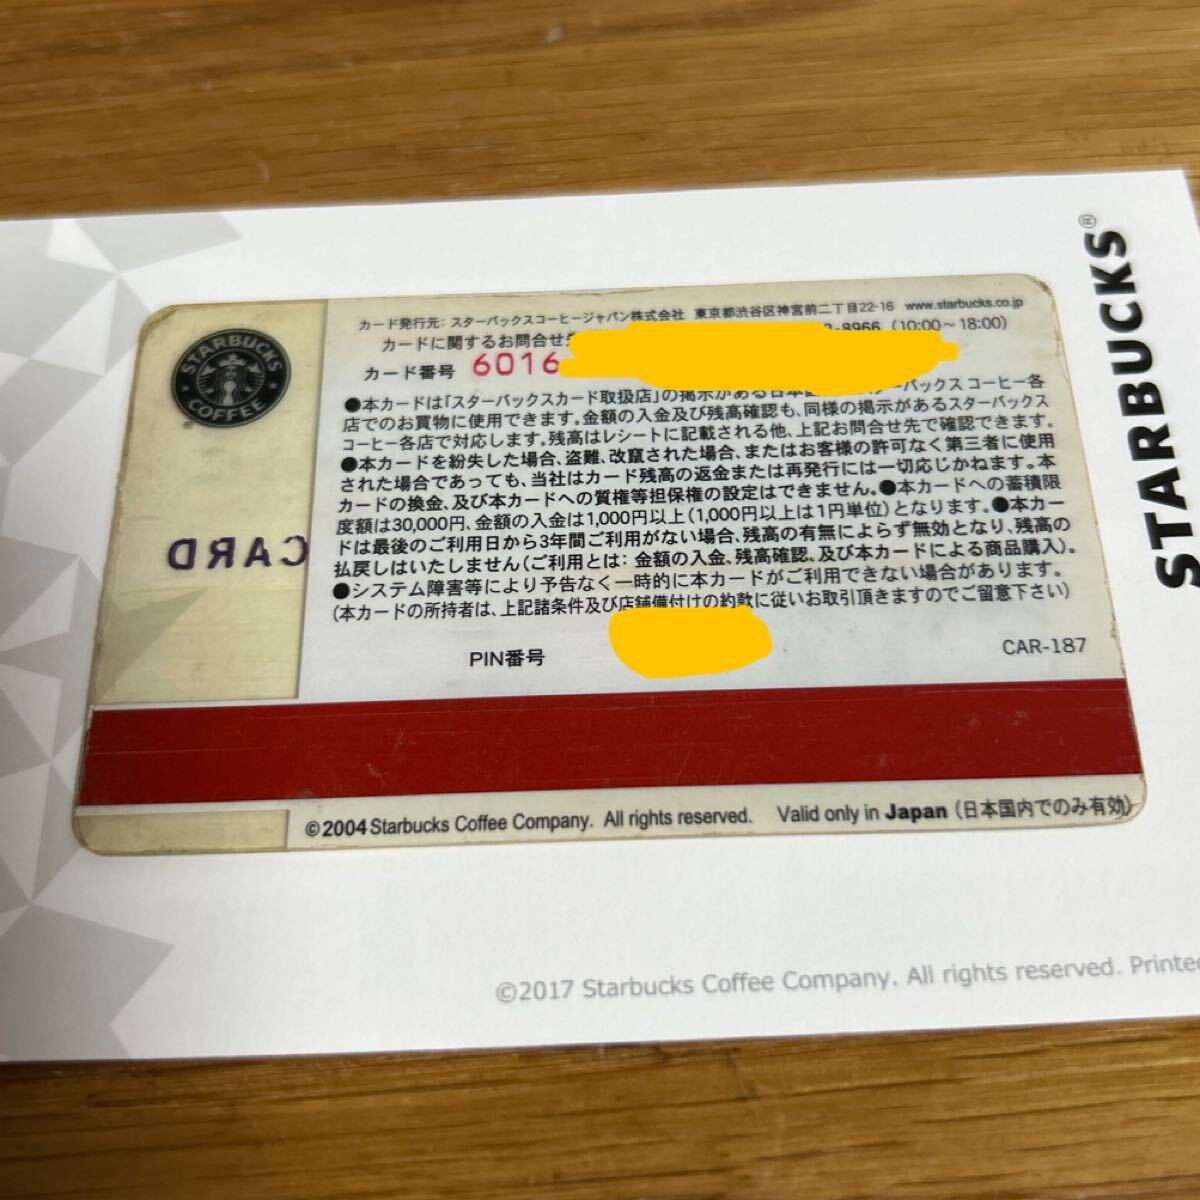 STARBUCKS®
STARBUCKS
COFFEE
®
カード発行元: スターバックスコーヒージャパン株式会社 東京都渋谷区神宮前二丁目22-16 www.starbucks.co.jp
カードに関するお問合せ先 8966 (10:00～18:00)
カード番号 6016
●本カードは「スターバックスカード取扱店」の掲示がある日本 ーバックス コーヒー各
店でのお買物に使用できます。金額の入金及び残高確認も、同様の掲示があるスターバックス
コーヒー各店で対応します。残高はレシートに記載される他、上記お問合せ先で確認できます。
●本カードを紛失した場合、盗難、改竄された場合、またはお客様の許可なく第三者に使用
された場合であっても、当社はカード残高の返金または再発行には一切応じかねます。本
カードの換金、及び本カードへの質権等担保権の設定はできません。●本カードへの蓄積限
度額は30,000円、金額の入金は1,000円以上(1,000円以上は1円単位)となります。●本カー
ドは最後のご利用日から3年間ご利用がない場合、残高の有無によらず無効となり、残高の
払戻しはいたしません(ご利用とは: 金額の入金、残高確認、及び本カードによる商品購入)。
●システム障害等により予告なく一時的に本カードがご利用できない場合があります。
(本カードの所持者は、上記諸条件及び店舗備付けの約款に従いお取引頂きますのでご留意下さい)
CARD
PIN番号
CAR-187
©2004 Starbucks Coffee Company. All rights reserved. Valid only in Japan (日本国内でのみ有効)
©2017 Starbucks Coffee Company. All rights reserved. Printed